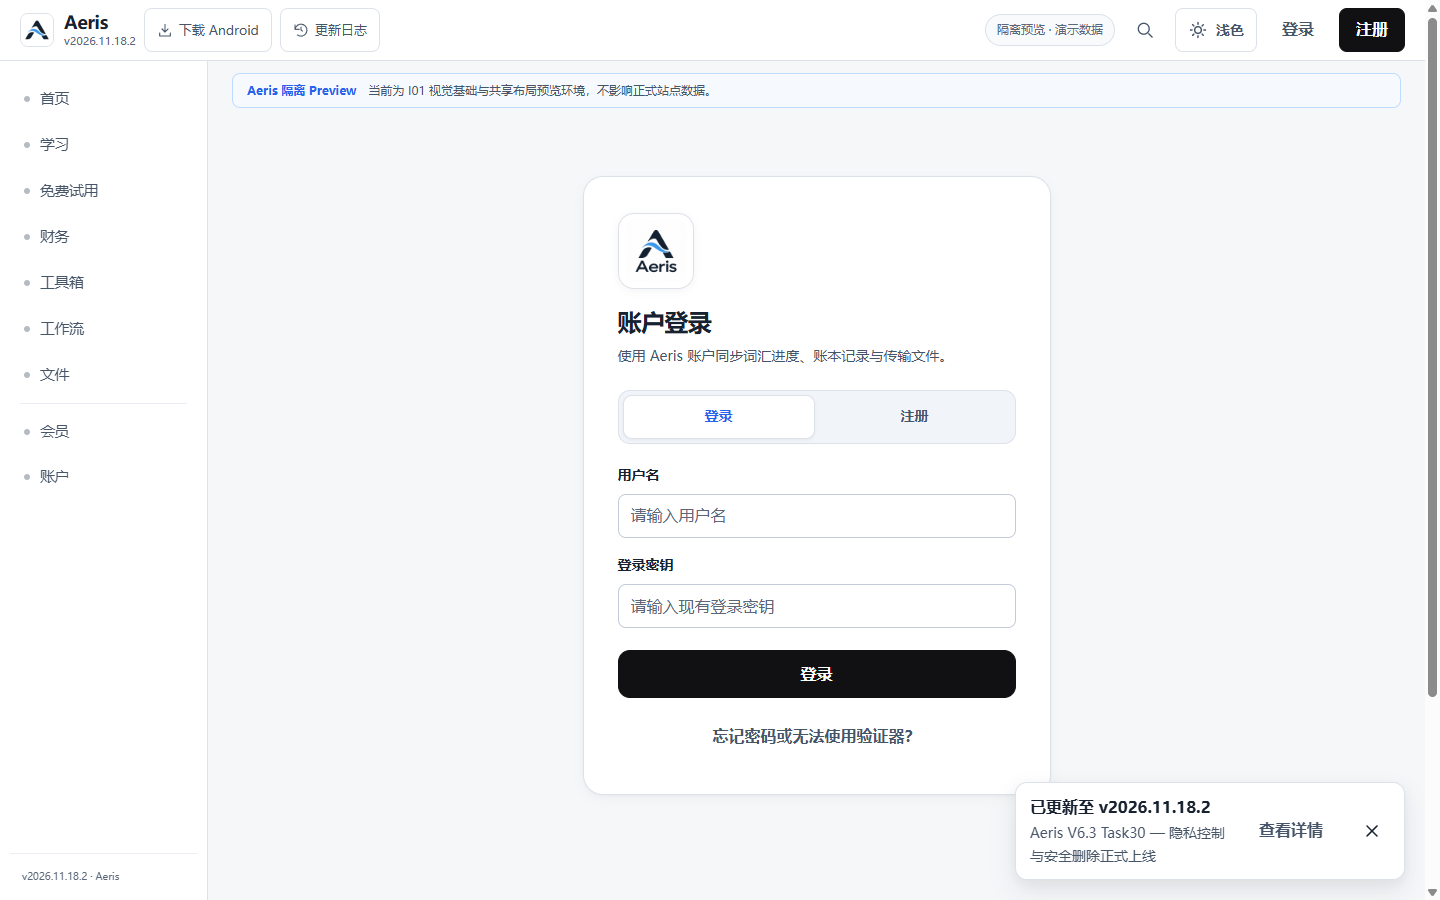 Aeris
v2026.11.18.2
下载 Android
更新日志
隔离预览 · 演示数据
浅色
登录
注册
首页
学习
免费试用
财务
工具箱
工作流
文件
会员
账户
v2026.11.18.2 · Aeris
Aeris 隔离 Preview 当前为 I01 视觉基础与共享布局预览环境，不影响正式站点数据。
Aeris
账户登录
使用 Aeris 账户同步词汇进度、账本记录与传输文件。
登录
注册
用户名
请输入用户名
登录密钥
请输入现有登录密钥
登录
忘记密码或无法使用验证器？
已更新至 v2026.11.18.2
Aeris V6.3 Task30 — 隐私控制
与安全删除正式上线
查看详情